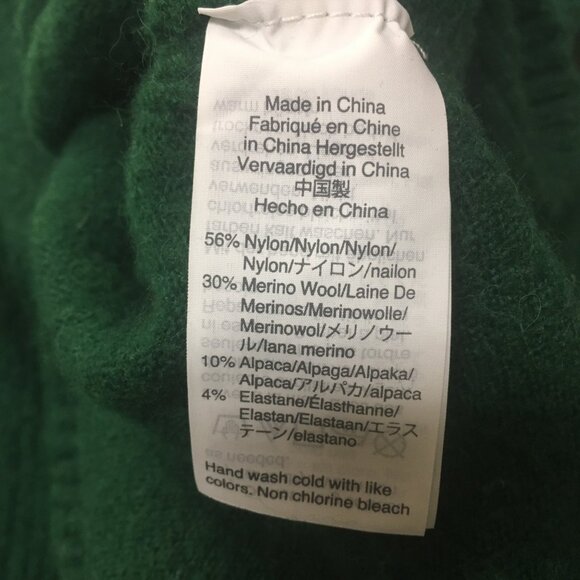 Made in China
Fabriqué en Chine
in China Hergestellt
Vervaardigd in China
中国製
Hecho en China
56% Nylon/Nylon/Nylon/
Nylon/ナイロン/nailon
30% Merino Wool/Laine De
Merinos/Merinowolle/
Merinowol/メリノウー
ル/lana merino
10% Alpaca/Alpaga/Alpaka/
Alpaca/アルパカ/alpaca
4% Elastane/Élasthanne/
Elastan/Elastaan/エラス
テーン/elastano
Hand wash cold with like
colors. Non chlorine bleach